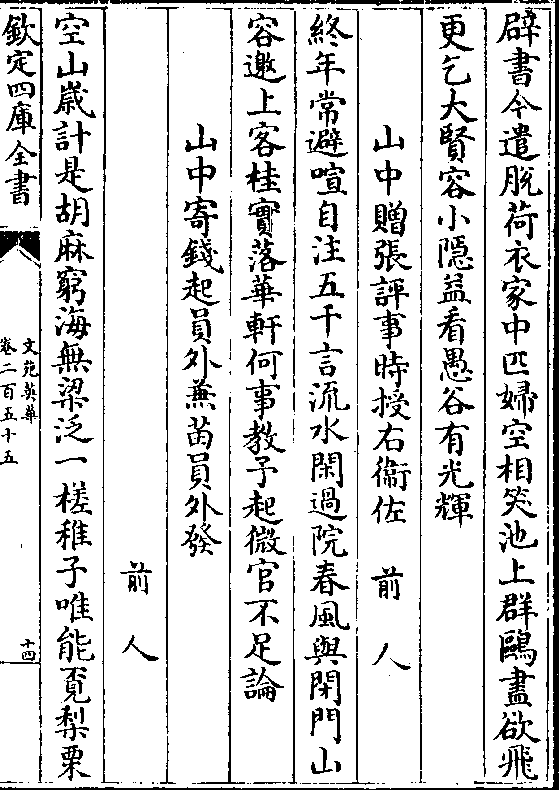 辟書今遣脫荷衣家中匹婦空相笑池上群鷗盡欲飛
更乞大賢容小隱益看愚谷有光輝
山中贈張評事時授右衞佐 前人
終年常避喧自注五千言流水閑過院春風與閉門山
容邀上客桂實落華軒何事教予起微官不足論
山中寄錢起員外兼苗員外發
前人
空山嵗計是胡麻窮海無梁泛一槎稚子唯能覓梨栗
欽定四庫全書
文苑英華
卷二百五十五
十四